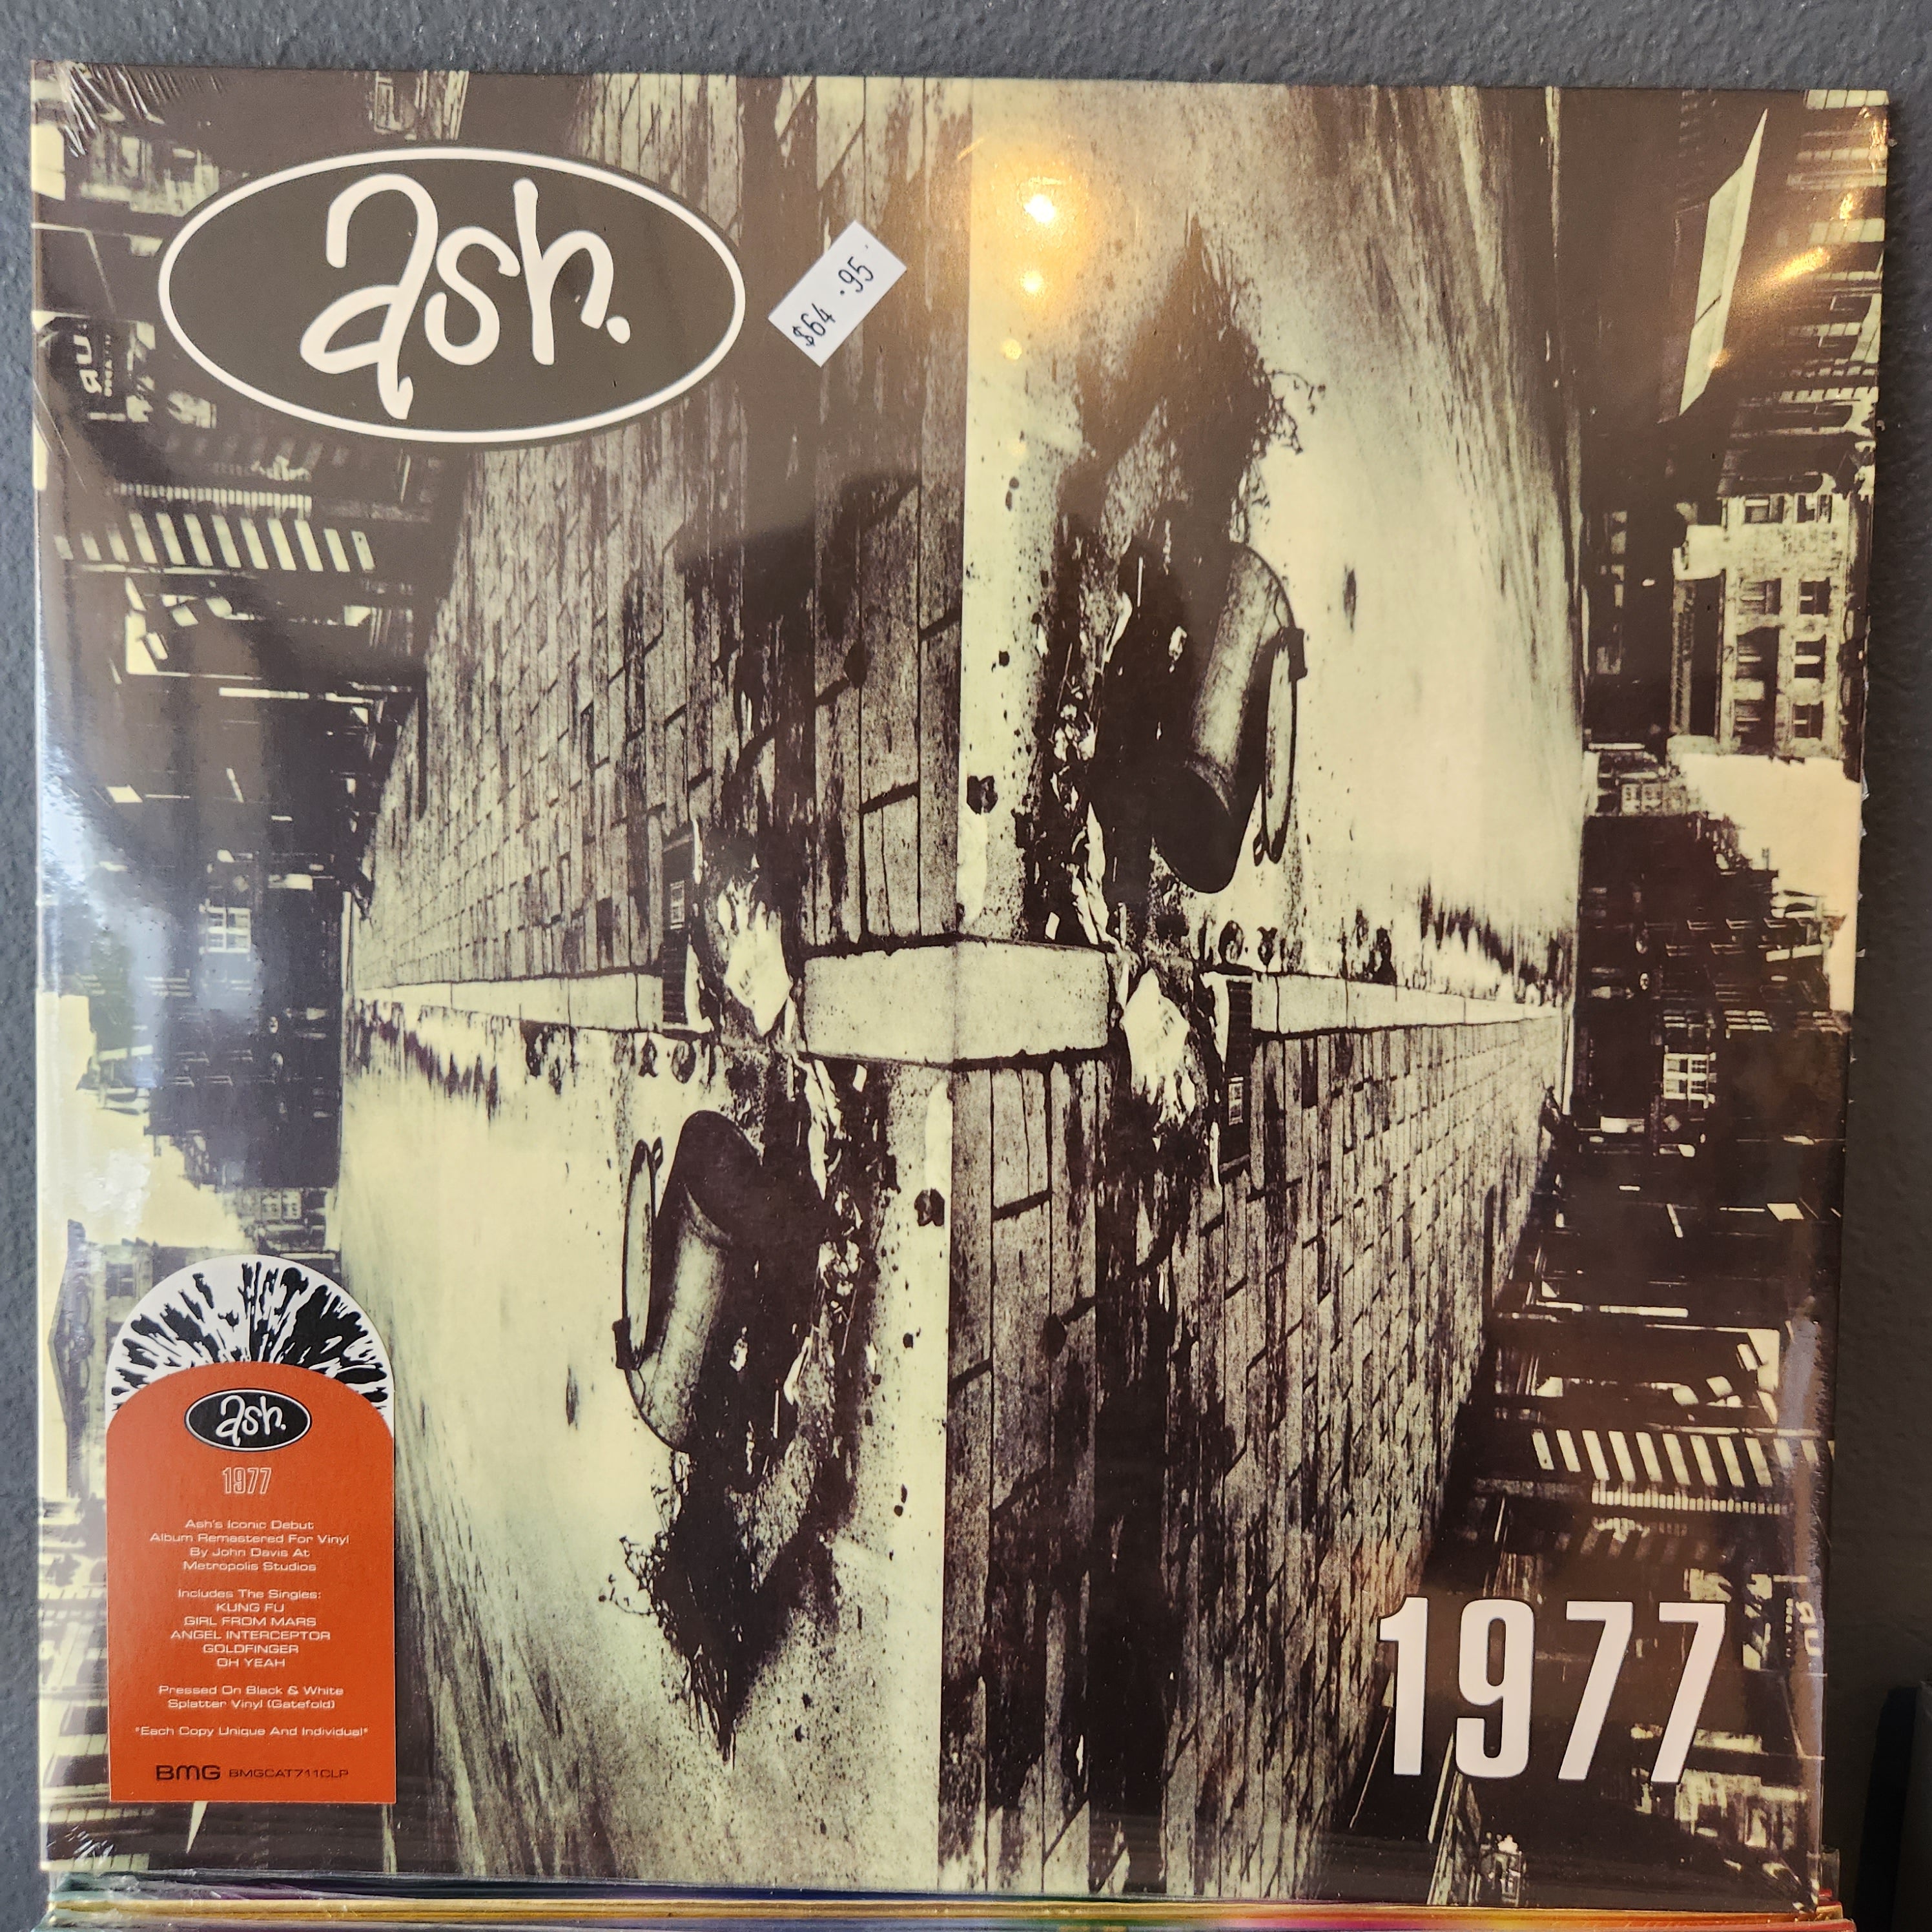 ash.
$64.95
ash.
1977
Ash's Iconic Debut
Album Remastered For Vinyl
By John Davis At
Metropolis Studios
Includes The Singles:
KUNG FU
GIRL FROM MARS
ANGEL INTERCEPTOR
GOLDFINGER
OH YEAH
Pressed On Black & White
Splatter Vinyl (Gatefold)
*Each Copy Unique And Individual*
BMG BMGCAT711CLP
1977